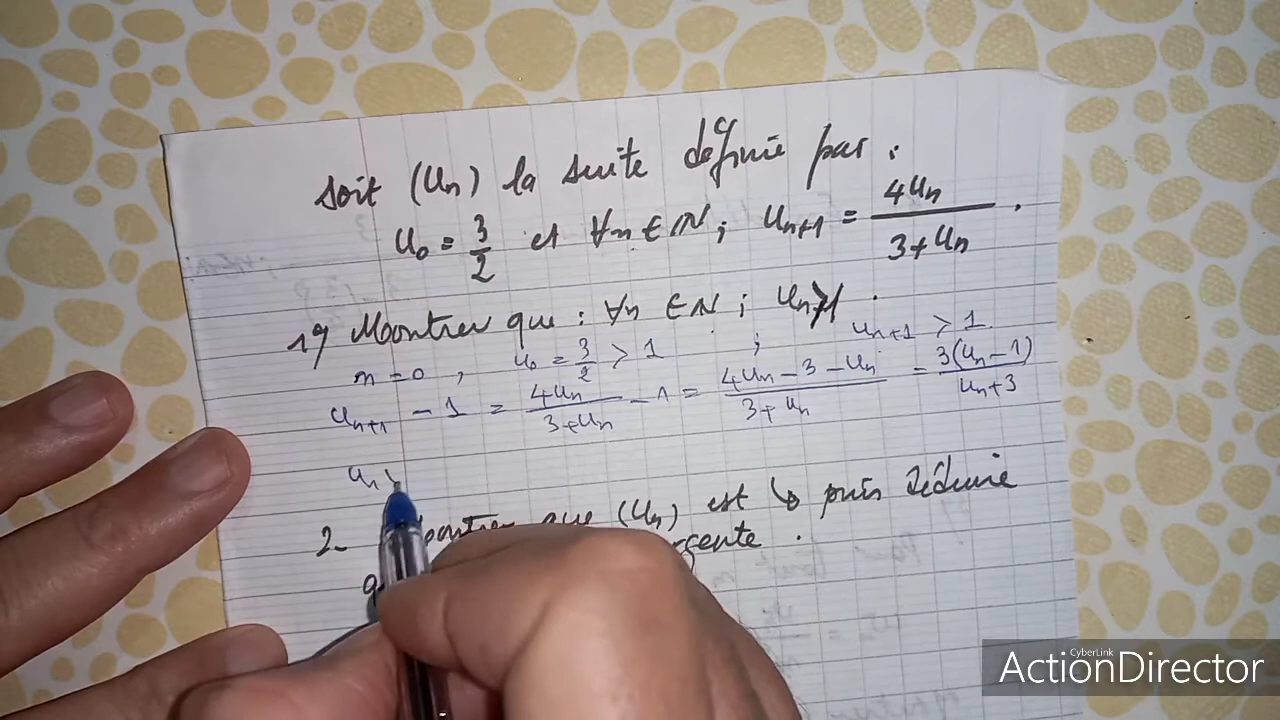 soit (Un) la suite définie par :
U0 = 3/2 et ∀n ∈ ℕ ; Un+1 = 4Un / (3+Un) .
1) Montrer que : ∀n ∈ ℕ ; Un > 1 .
n = 0 , u0 = 3/2 > 1 ; un+1 > 1
un+1 - 1 = 4un / (3+un) - 1 = (4un - 3 - un) / (3+un) = 3(un - 1) / (un+3)
un >
2- Montrer que (Un) est ↘ puis déduire
.
CyberLink
ActionDirector